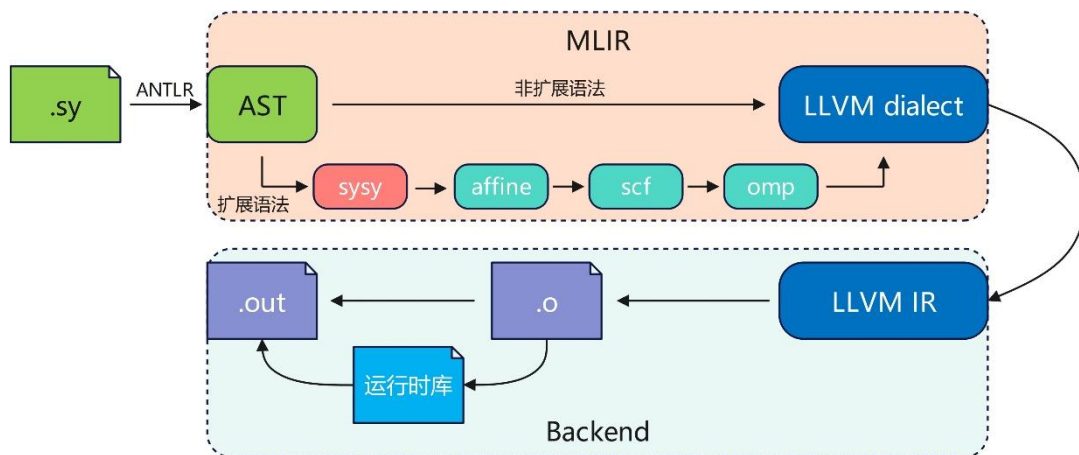 MLIR
.sy
ANTLR
AST
非扩展语法
LLVM dialect
扩展语法
sysy
affine
scf
omp
.out
.o
LLVM IR
运行时库
Backend